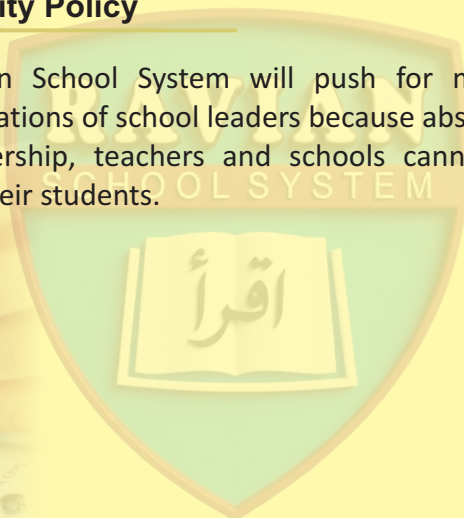 ity Policy
n School System will push for
ations of school leaders because abs
ership, teachers and schools cann
eir students.
RAVIAN
SCHOOL SYSTEM
اقرأ